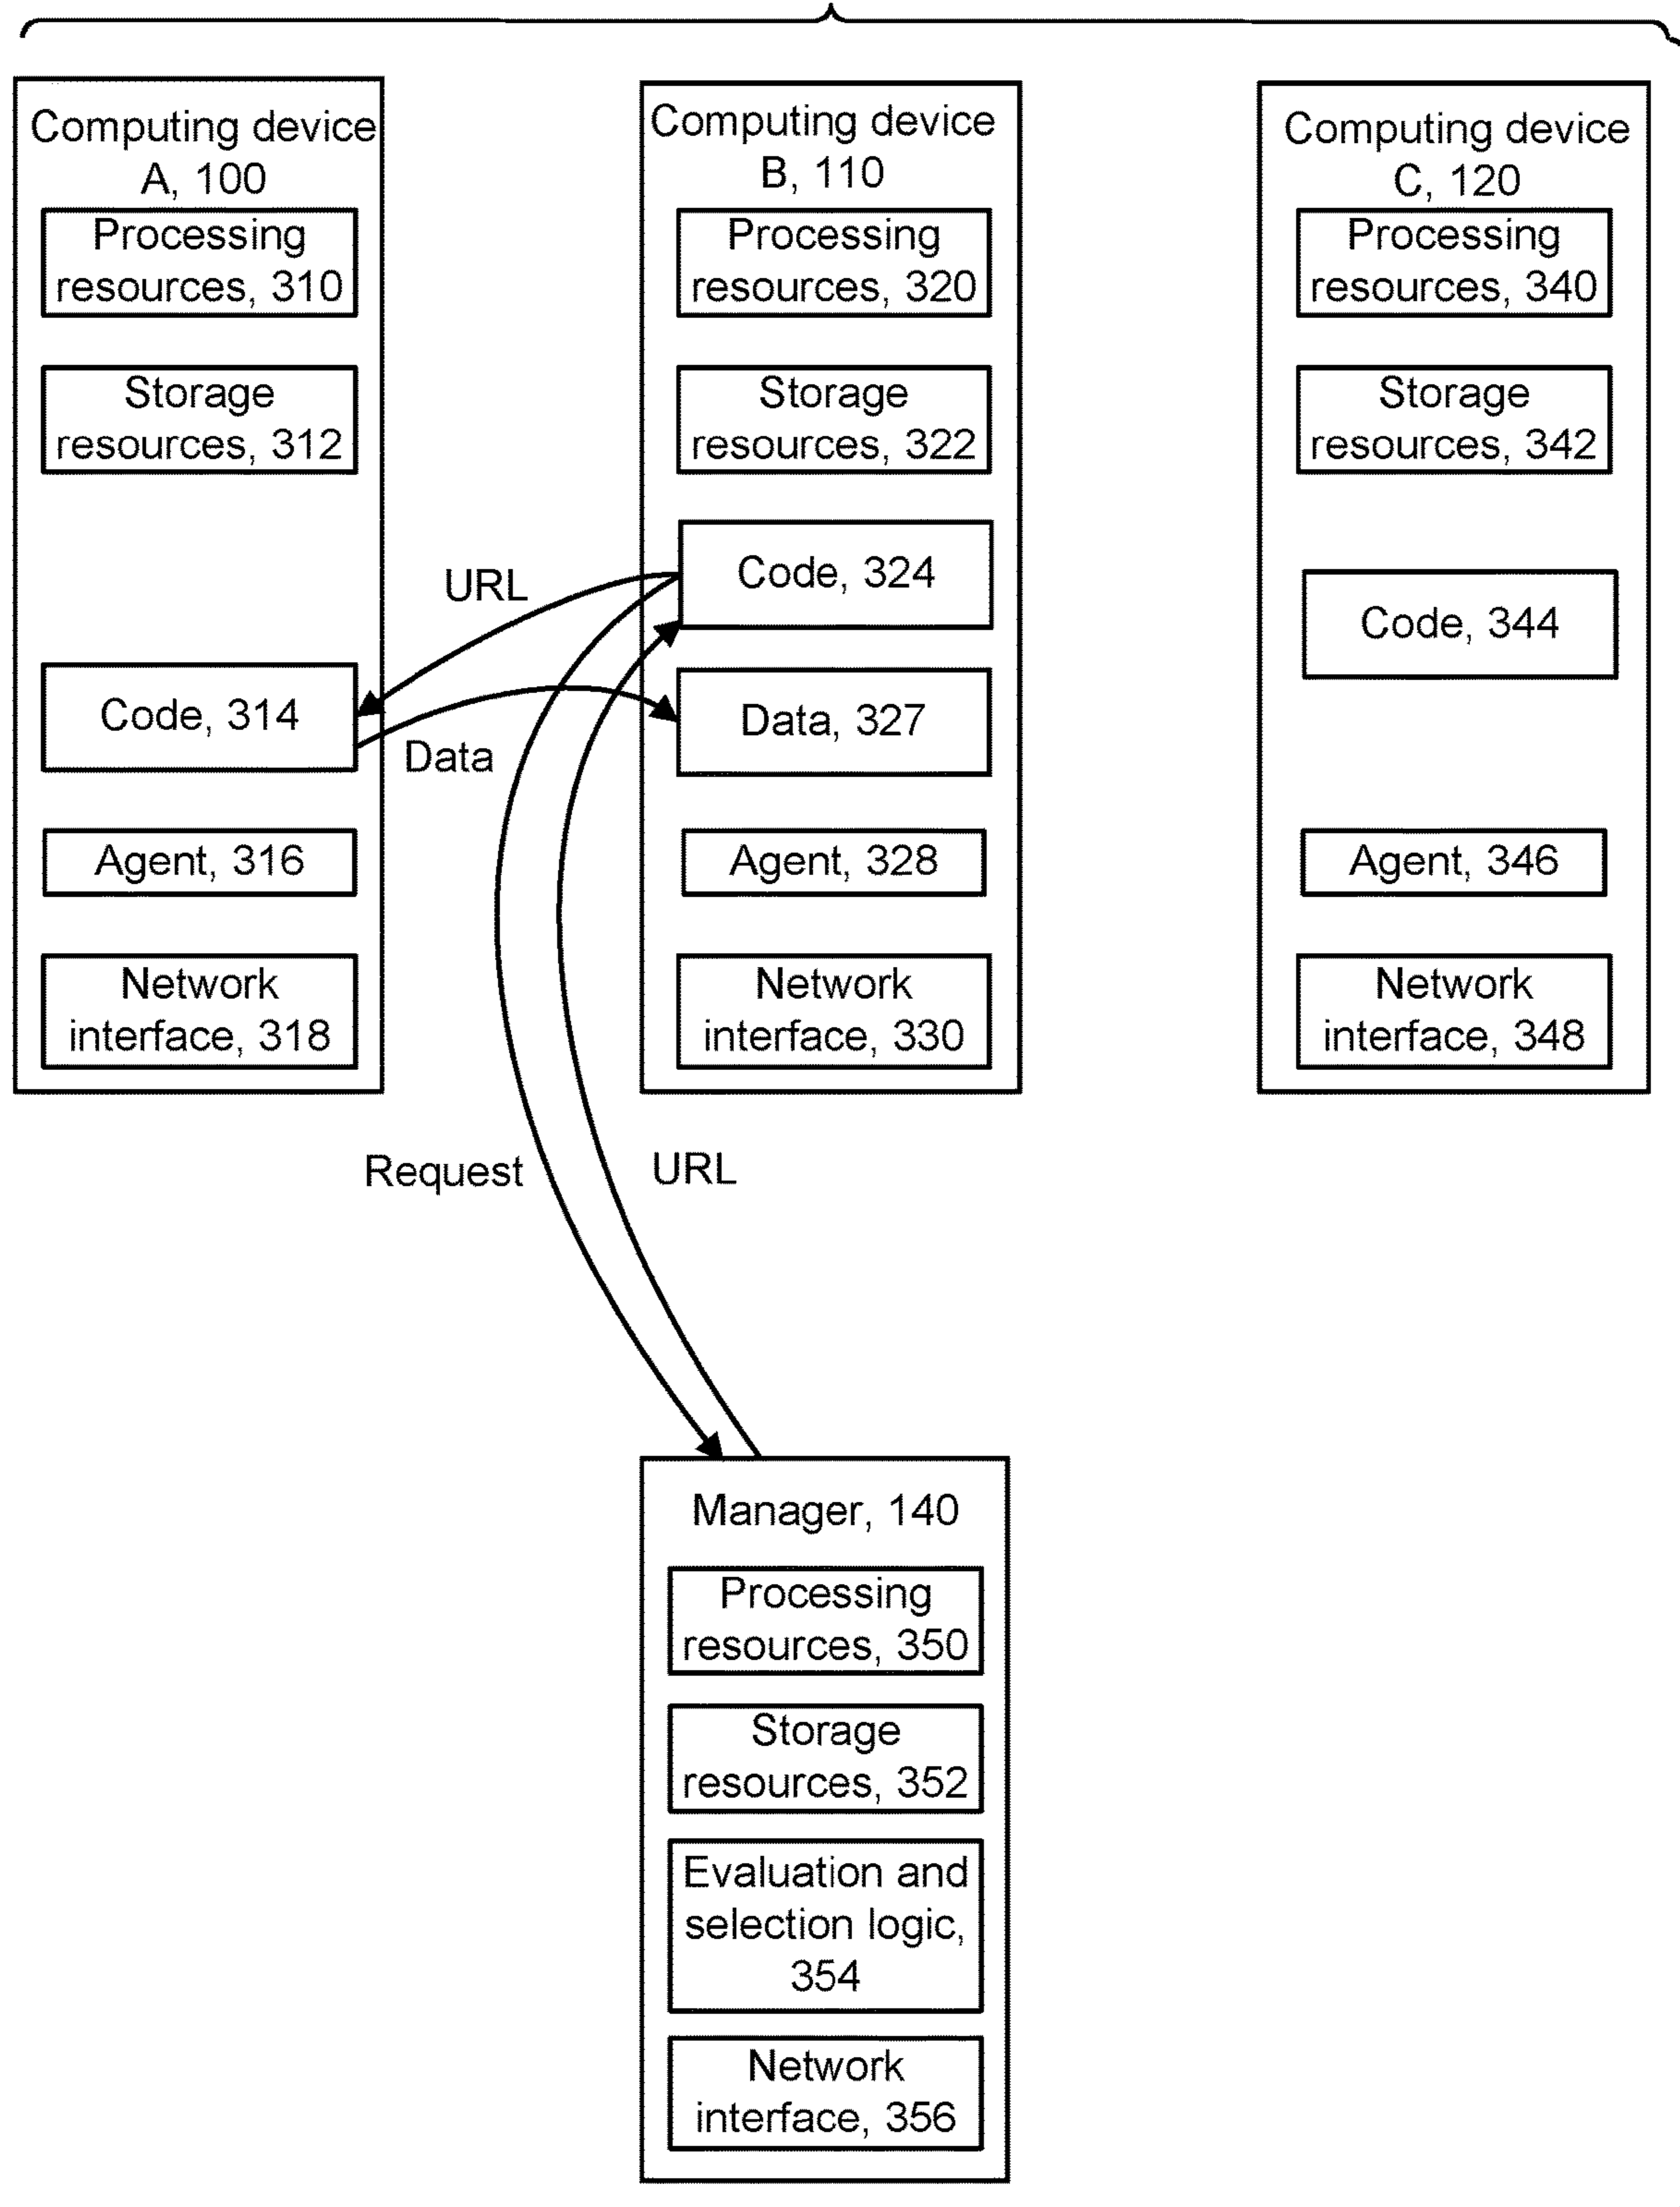 Computing device
A, 100
Processing
resources, 310
Storage
resources, 312
Code, 314
Agent, 316
Network
interface, 318
URL
Data
Computing device
B, 110
Processing
resources, 320
Storage
resources, 322
Code, 324
Data, 327
Agent, 328
Network
interface, 330
Computing device
C, 120
Processing
resources, 340
Storage
resources, 342
Code, 344
Agent, 346
Network
interface, 348
Request
URL
Manager, 140
Processing
resources, 350
Storage
resources, 352
Evaluation and
selection logic,
354
Network
interface, 356